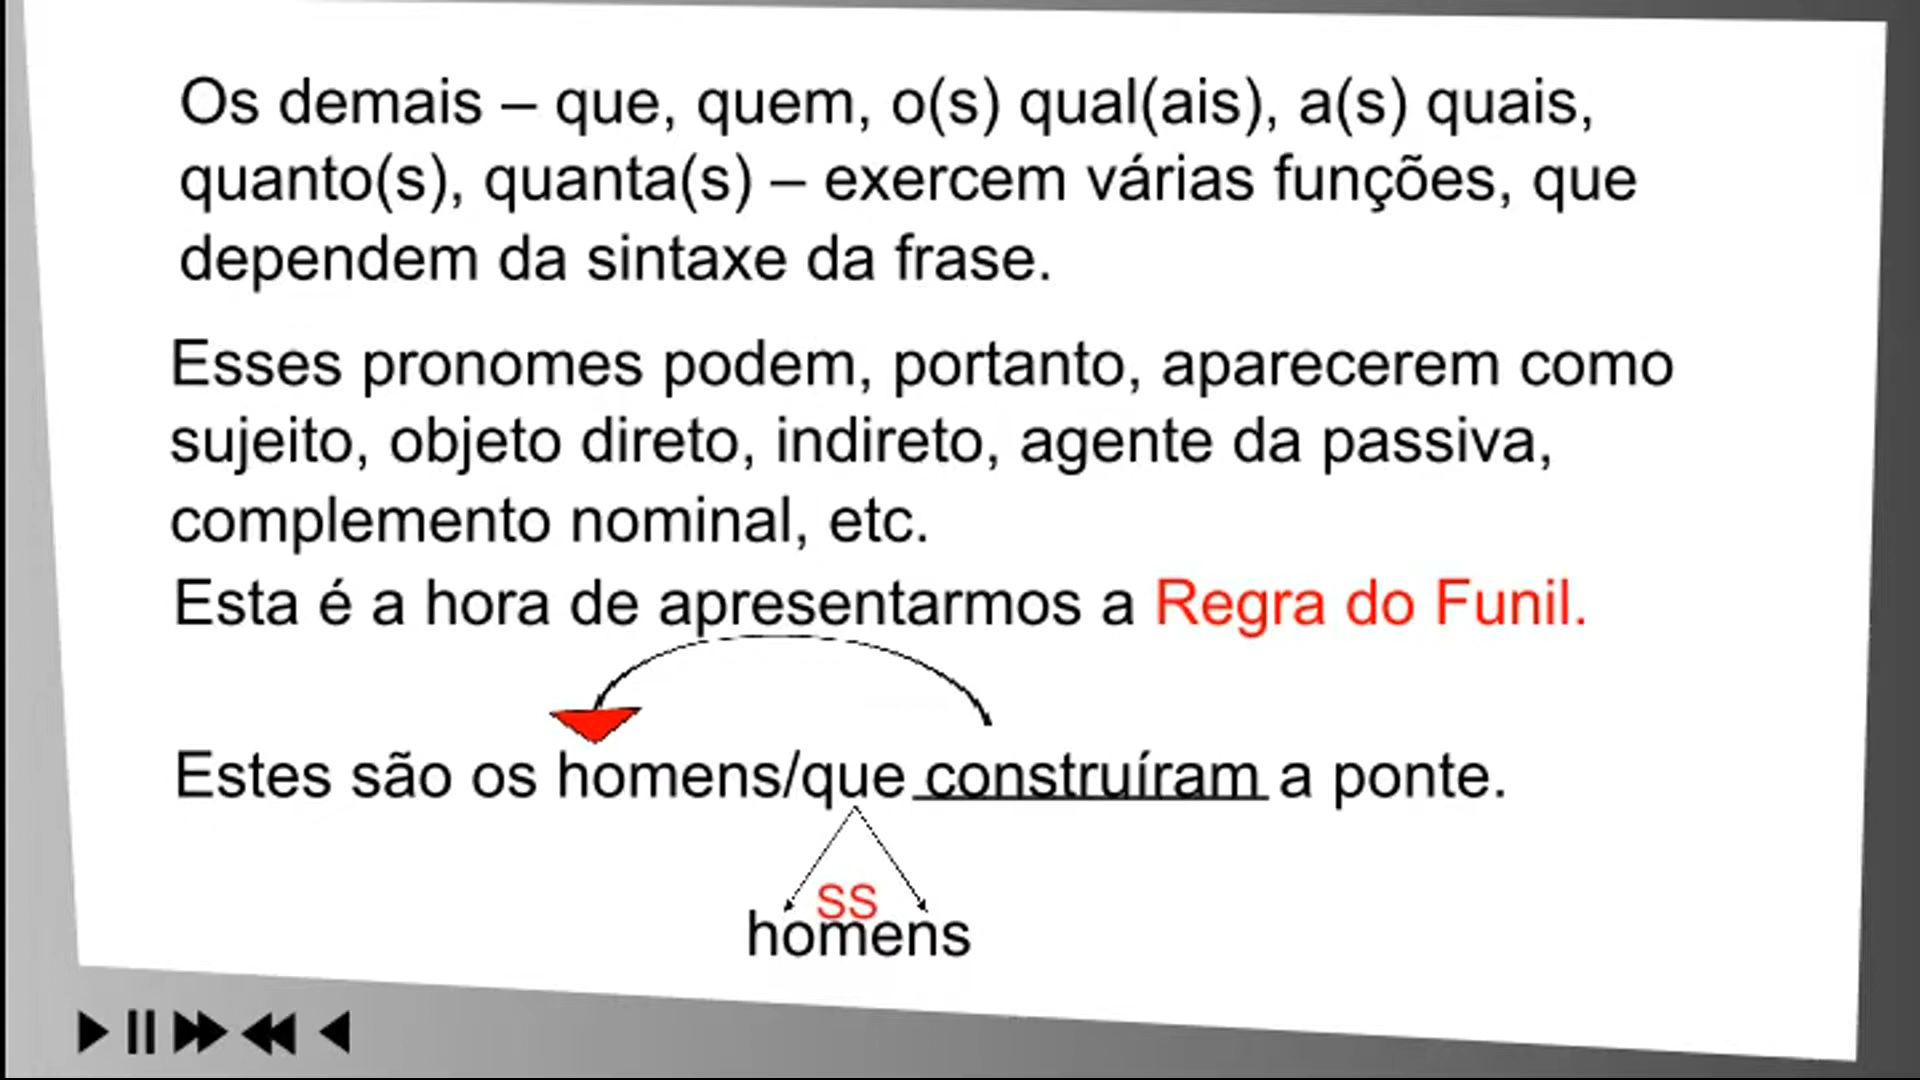 Os demais – que, quem, o(s) qual(ais), a(s) quais,
quanto(s), quanta(s) – exercem várias funções, que
dependem da sintaxe da frase.
Esses pronomes podem, portanto, aparecerem como
sujeito, objeto direto, indireto, agente da passiva,
complemento nominal, etc.
Esta é a hora de apresentarmos a Regra do Funil.
Estes são os homens/que construíram a ponte.
SS
homens